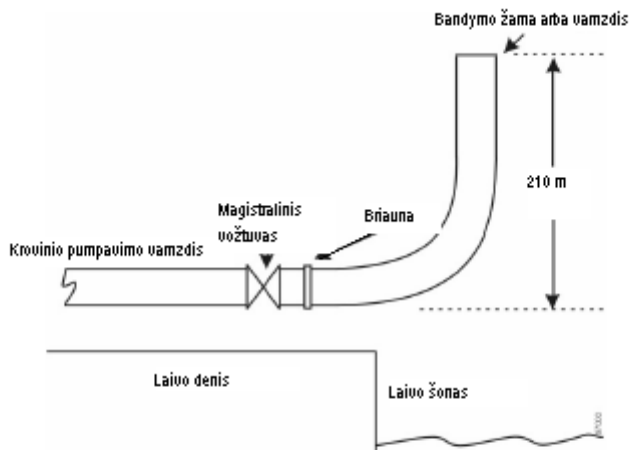 Bandymo žarna arba vamzdis
210 m
Magistralinis
vožtuvas
Briauna
Krovinio pumpavimo vamzdis
Laivo denis
Laivo šonas